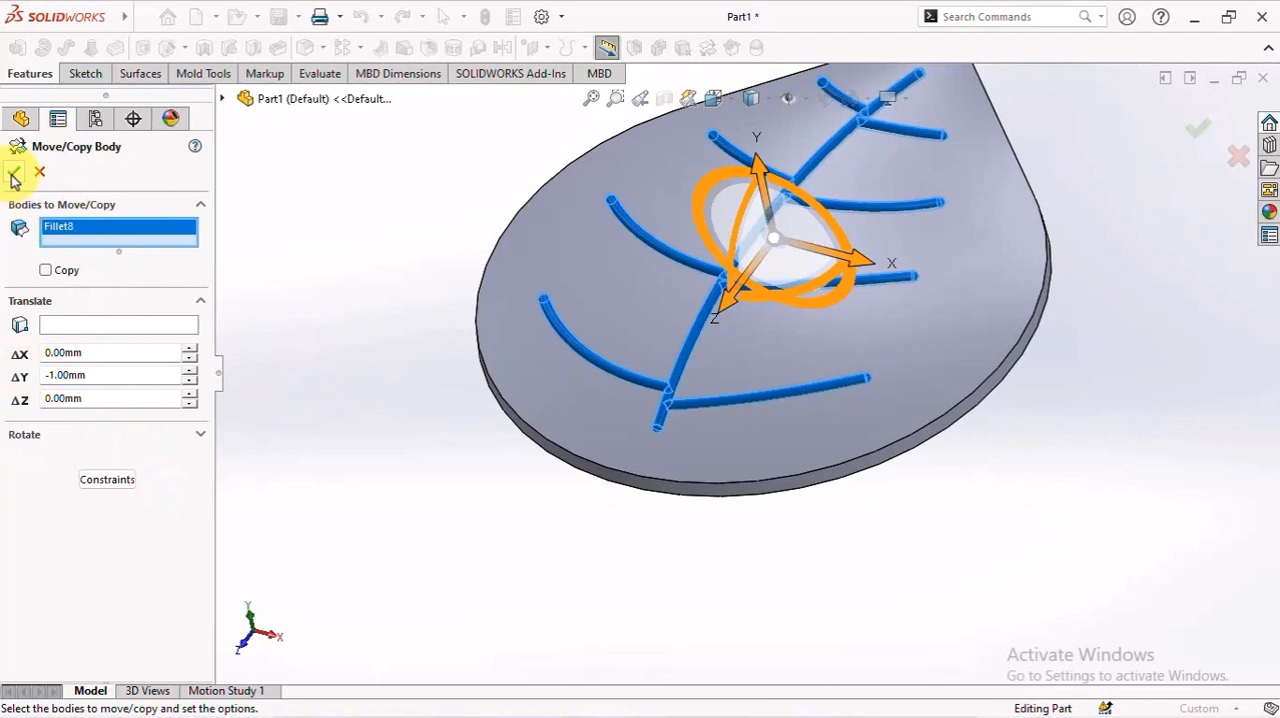 SOLIDWORKS
Part1 *
Search Commands
Features
Sketch
Surfaces
Mold Tools
Markup
Evaluate
MBD Dimensions
SOLIDWORKS Add-Ins
MBD
Part1 (Default) <<Default...
Move/Copy Body
Bodies to Move/Copy
Fillet8
Copy
Translate
ΔX
0.00mm
ΔY
-1.00mm
ΔZ
0.00mm
Rotate
Constraints
Y
X
Z
Y
X
Z
Activate Windows
Go to Settings to activate Windows.
Model
3D Views
Motion Study 1
Select the bodies to move/copy and set the options.
Editing Part
Custom